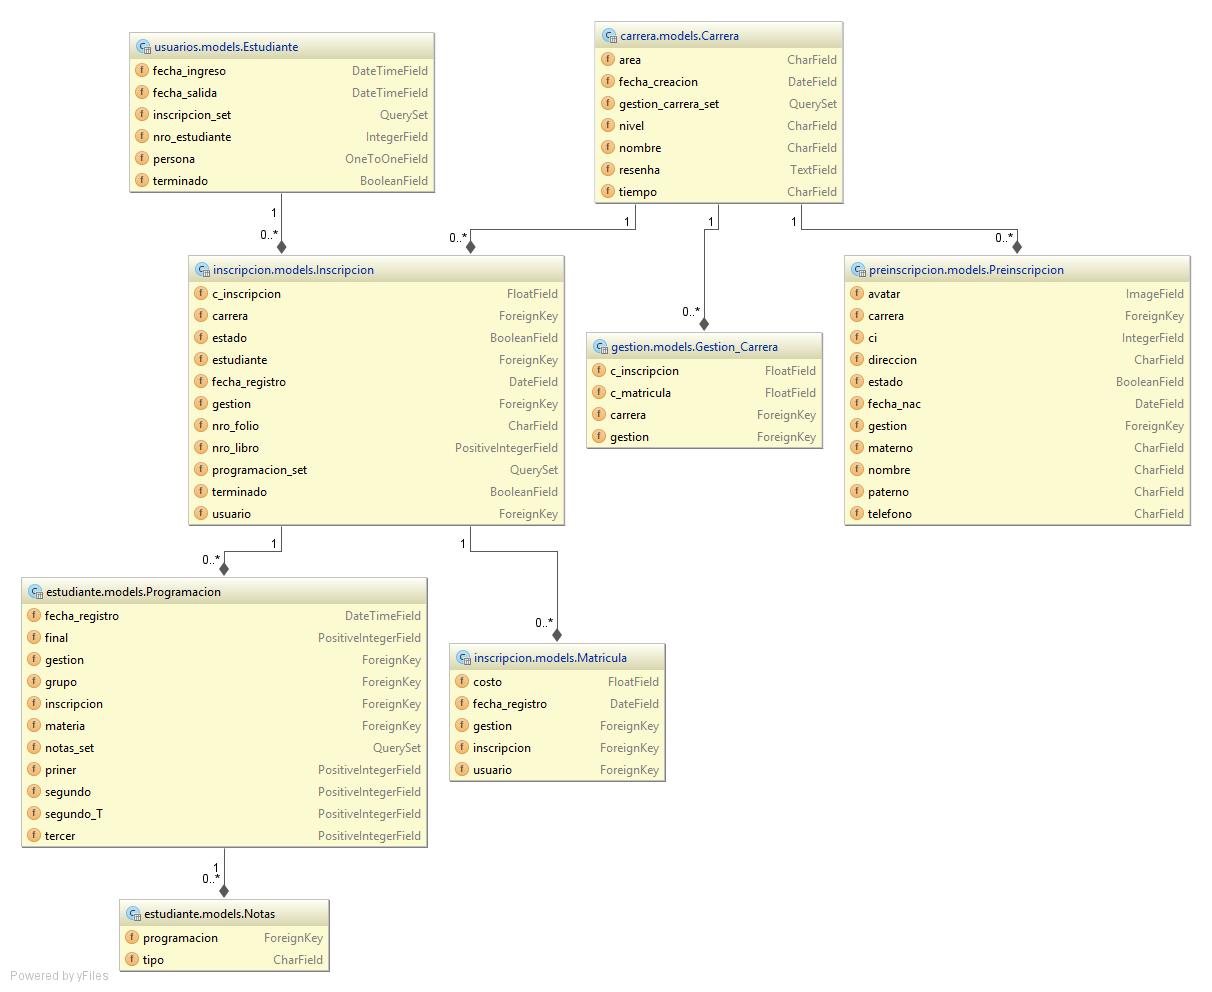 usuarios.models.Estudiante
fecha_ingreso DateTimeField
fecha_salida DateTimeField
inscripcion_set QuerySet
nro_estudiante IntegerField
persona OneToOneField
terminado BooleanField
carrera.models.Carrera
area CharField
fecha_creacion DateField
gestion_carrera_set QuerySet
nivel CharField
nombre CharField
resenha TextField
tiempo CharField
1
0..*
1
0..*
1
0..*
1
0..*
inscripcion.models.Inscripcion
c_inscripcion FloatField
carrera ForeignKey
estado BooleanField
estudiante ForeignKey
fecha_registro DateField
gestion ForeignKey
nro_folio CharField
nro_libro PositiveIntegerField
programacion_set QuerySet
terminado BooleanField
usuario ForeignKey
gestion.models.Gestion_Carrera
c_inscripcion FloatField
c_matricula FloatField
carrera ForeignKey
gestion ForeignKey
preinscripcion.models.Preinscripcion
avatar ImageField
carrera ForeignKey
ci IntegerField
direccion CharField
estado BooleanField
fecha_nac DateField
gestion ForeignKey
materno CharField
nombre CharField
paterno CharField
telefono CharField
1
0..*
1
0..*
estudiante.models.Programacion
fecha_registro DateTimeField
final PositiveIntegerField
gestion ForeignKey
grupo ForeignKey
inscripcion ForeignKey
materia ForeignKey
notas_set QuerySet
priner PositiveIntegerField
segundo PositiveIntegerField
segundo_T PositiveIntegerField
tercer PositiveIntegerField
inscripcion.models.Matricula
costo FloatField
fecha_registro DateField
gestion ForeignKey
inscripcion ForeignKey
usuario ForeignKey
1
0..*
estudiante.models.Notas
programacion ForeignKey
tipo CharField
Powered by yFiles